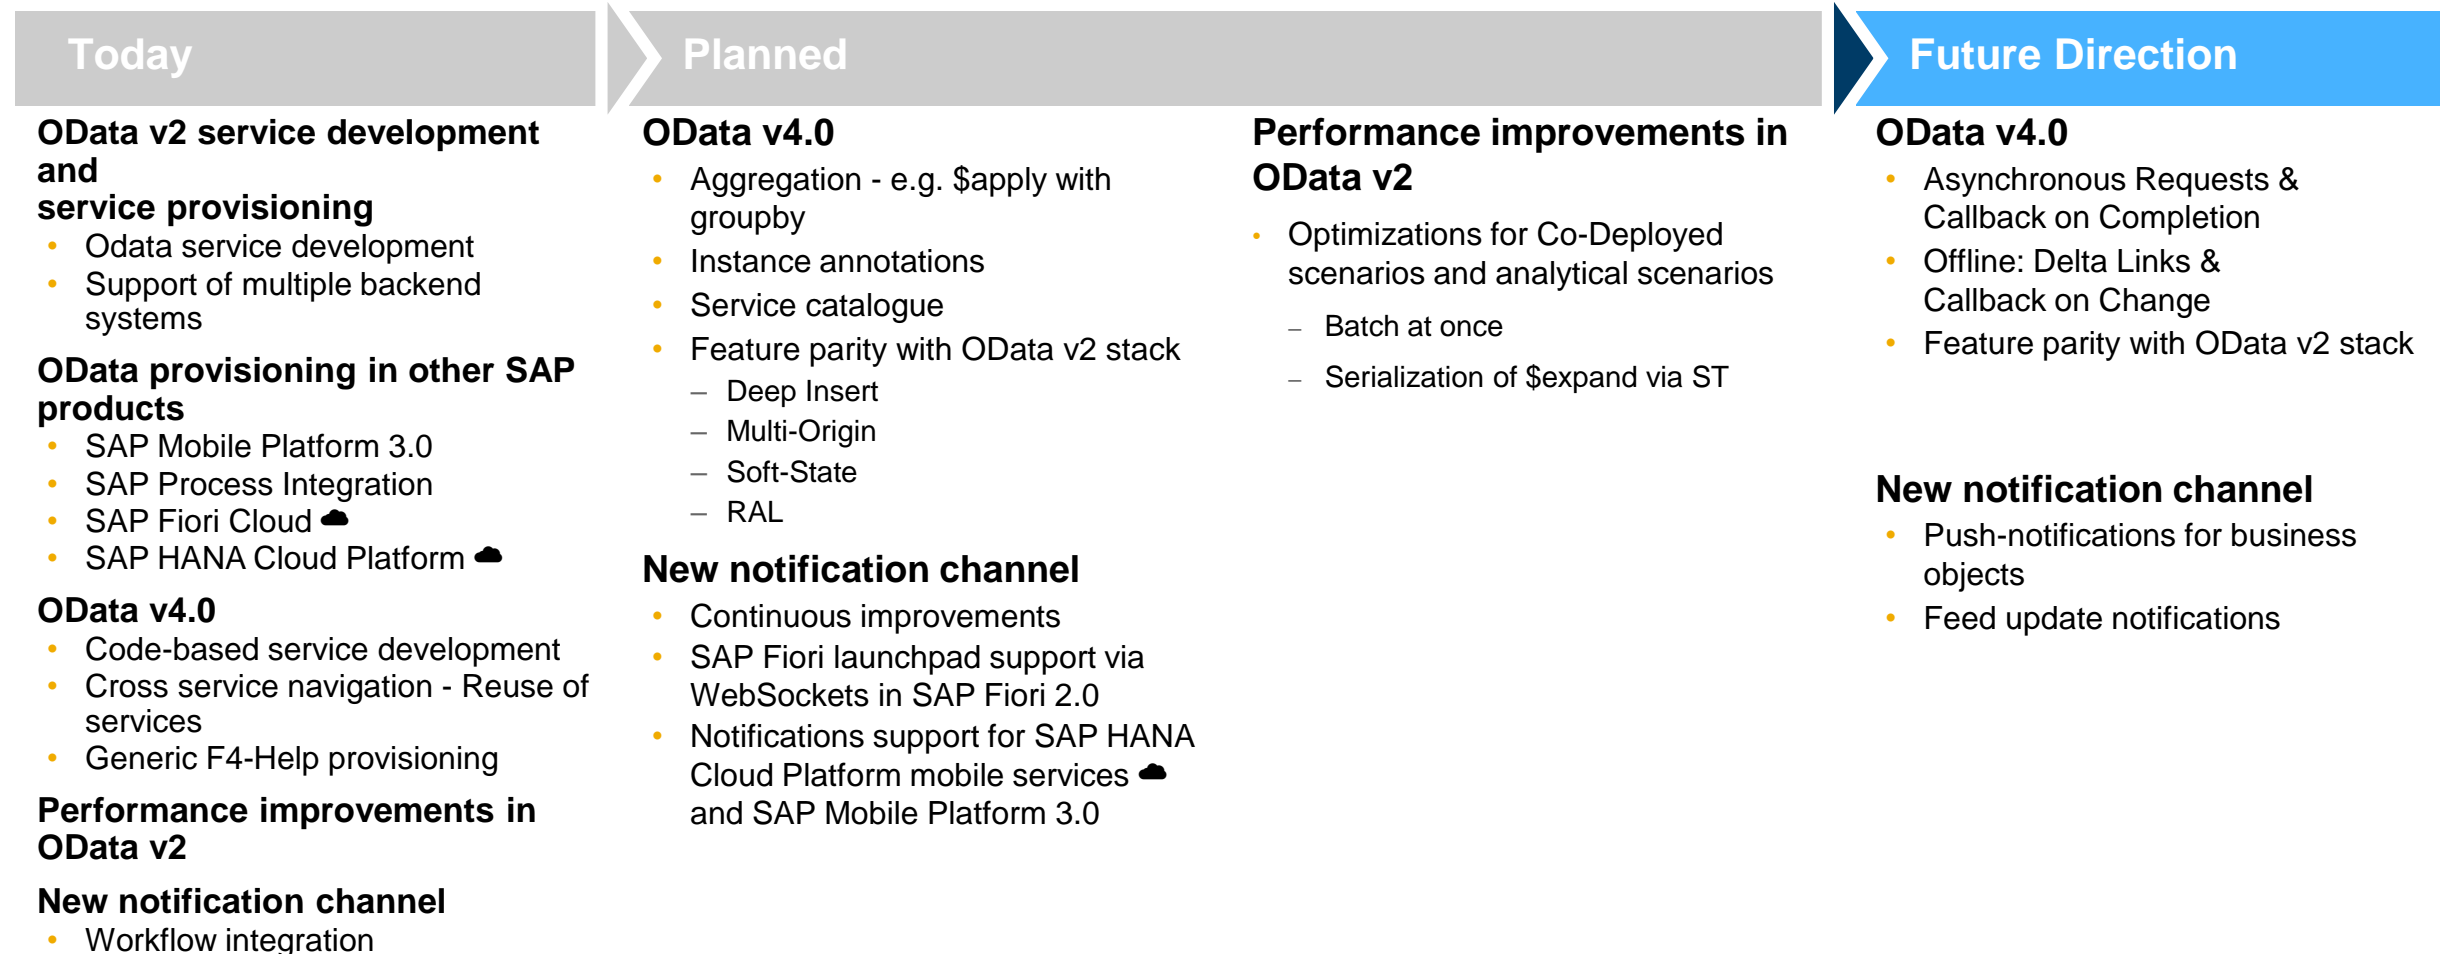 Today
OData v2 service development
and
service provisioning
• Odata service development
• Support of multiple backend
systems
OData provisioning in other SAP
products
• SAP Mobile Platform 3.0
• SAP Process Integration
• SAP Fiori Cloud
• SAP HANA Cloud Platform
OData v4.0
• Code-based service development
• Cross service navigation - Reuse of
services
• Generic F4-Help provisioning
Performance improvements in
OData v2
New notification channel
• Workflow integration
Planned
OData v4.0
• Aggregation - e.g. $apply with
groupby
• Instance annotations
• Service catalogue
• Feature parity with OData v2 stack
– Deep Insert
– Multi-Origin
– Soft-State
– RAL
New notification channel
• Continuous improvements
• SAP Fiori launchpad support via
WebSockets in SAP Fiori 2.0
• Notifications support for SAP HANA
Cloud Platform mobile services
and SAP Mobile Platform 3.0
Performance improvements in
OData v2
• Optimizations for Co-Deployed
scenarios and analytical scenarios
– Batch at once
– Serialization of $expand via ST
Future Direction
OData v4.0
• Asynchronous Requests &
Callback on Completion
• Offline: Delta Links &
Callback on Change
• Feature parity with OData v2 stack
New notification channel
• Push-notifications for business
objects
• Feed update notifications